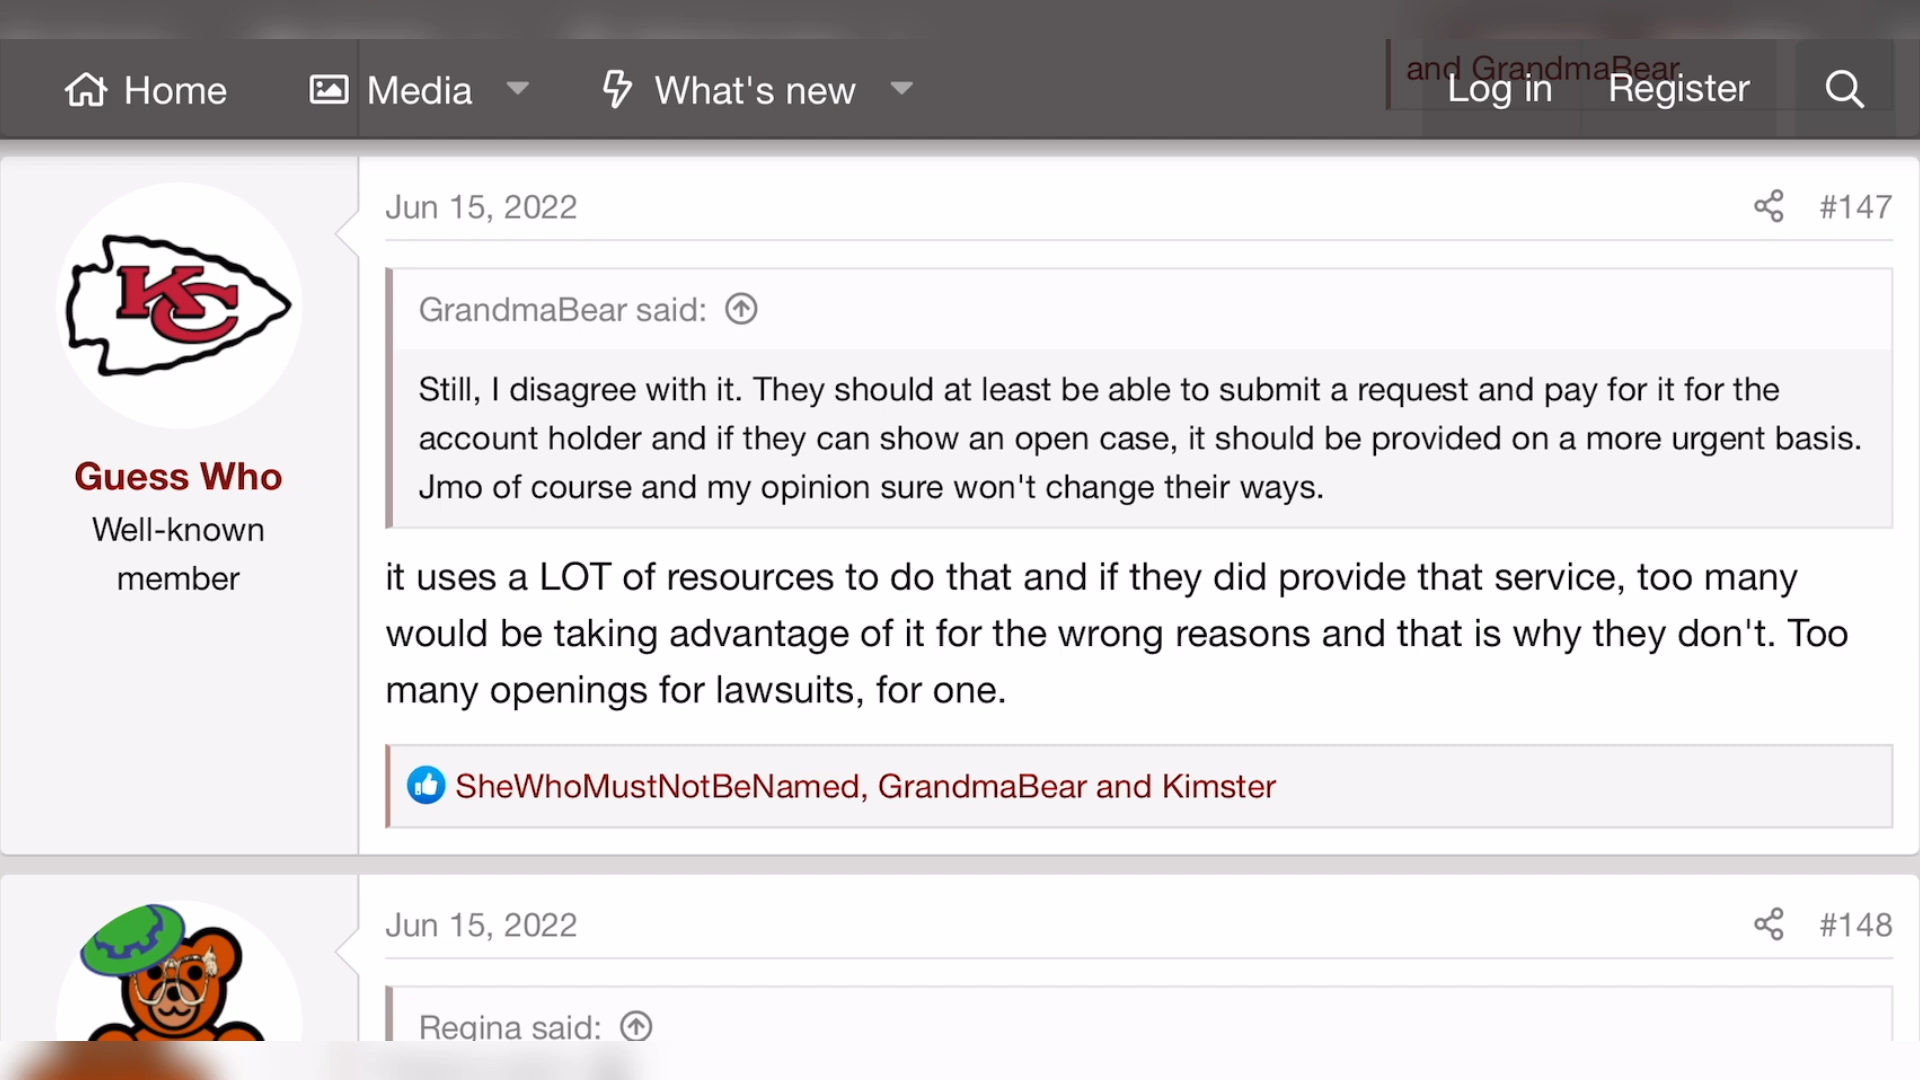 and GrandmaBear
Home Media What's new Log in Register
Jun 15, 2022 #147
KC
GrandmaBear said:
Still, I disagree with it. They should at least be able to submit a request and pay for it for the
account holder and if they can show an open case, it should be provided on a more urgent basis.
Jmo of course and my opinion sure won't change their ways.
Guess Who
Well-known
member
it uses a LOT of resources to do that and if they did provide that service, too many
would be taking advantage of it for the wrong reasons and that is why they don't. Too
many openings for lawsuits, for one.
SheWhoMustNotBeNamed, GrandmaBear and Kimster
Jun 15, 2022 #148
Regina said: